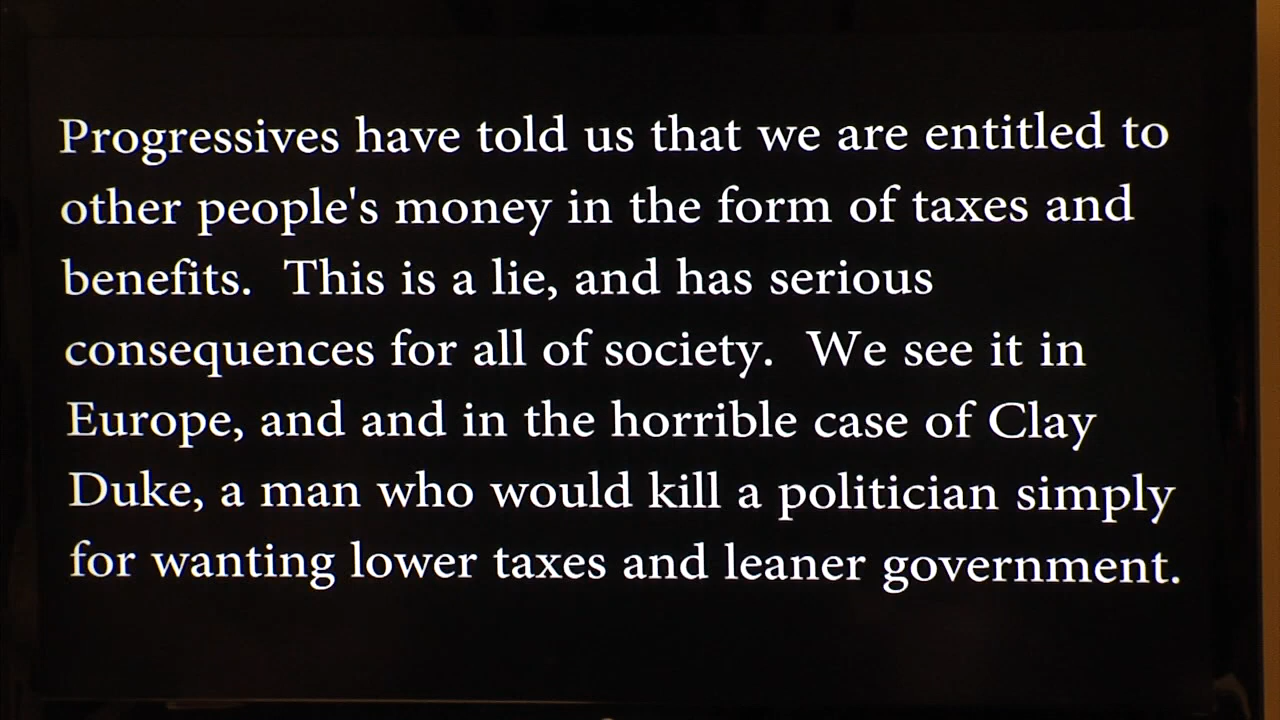 Progressives have told us that we are entitled to
other people's money in the form of taxes and
benefits.  This is a lie, and has serious
consequences for all of society.  We see it in
Europe, and and in the horrible case of Clay
Duke, a man who would kill a politician simply
for wanting lower taxes and leaner government.